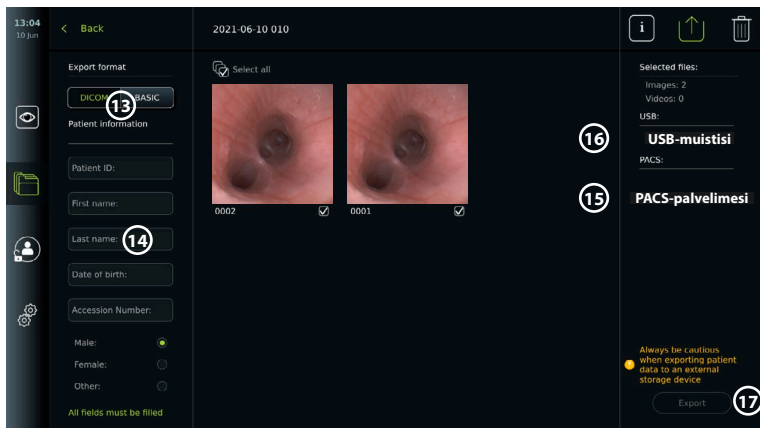 13:04
10 Jun
Back
2021-06-10 010
i
Export format
DICOM
BASIC
13
Patient information
Patient ID:
First name:
Last name:
14
Date of birth:
Accession Number:
Male:
Female:
Other:
All fields must be filled
Select all
0002
0001
Selected files:
Images: 2
Videos: 0
USB:
16
USB-muistisi
PACS:
15
PACS-palvelimesi
Always be cautious
when exporting patient
data to an external
storage device
Export
17